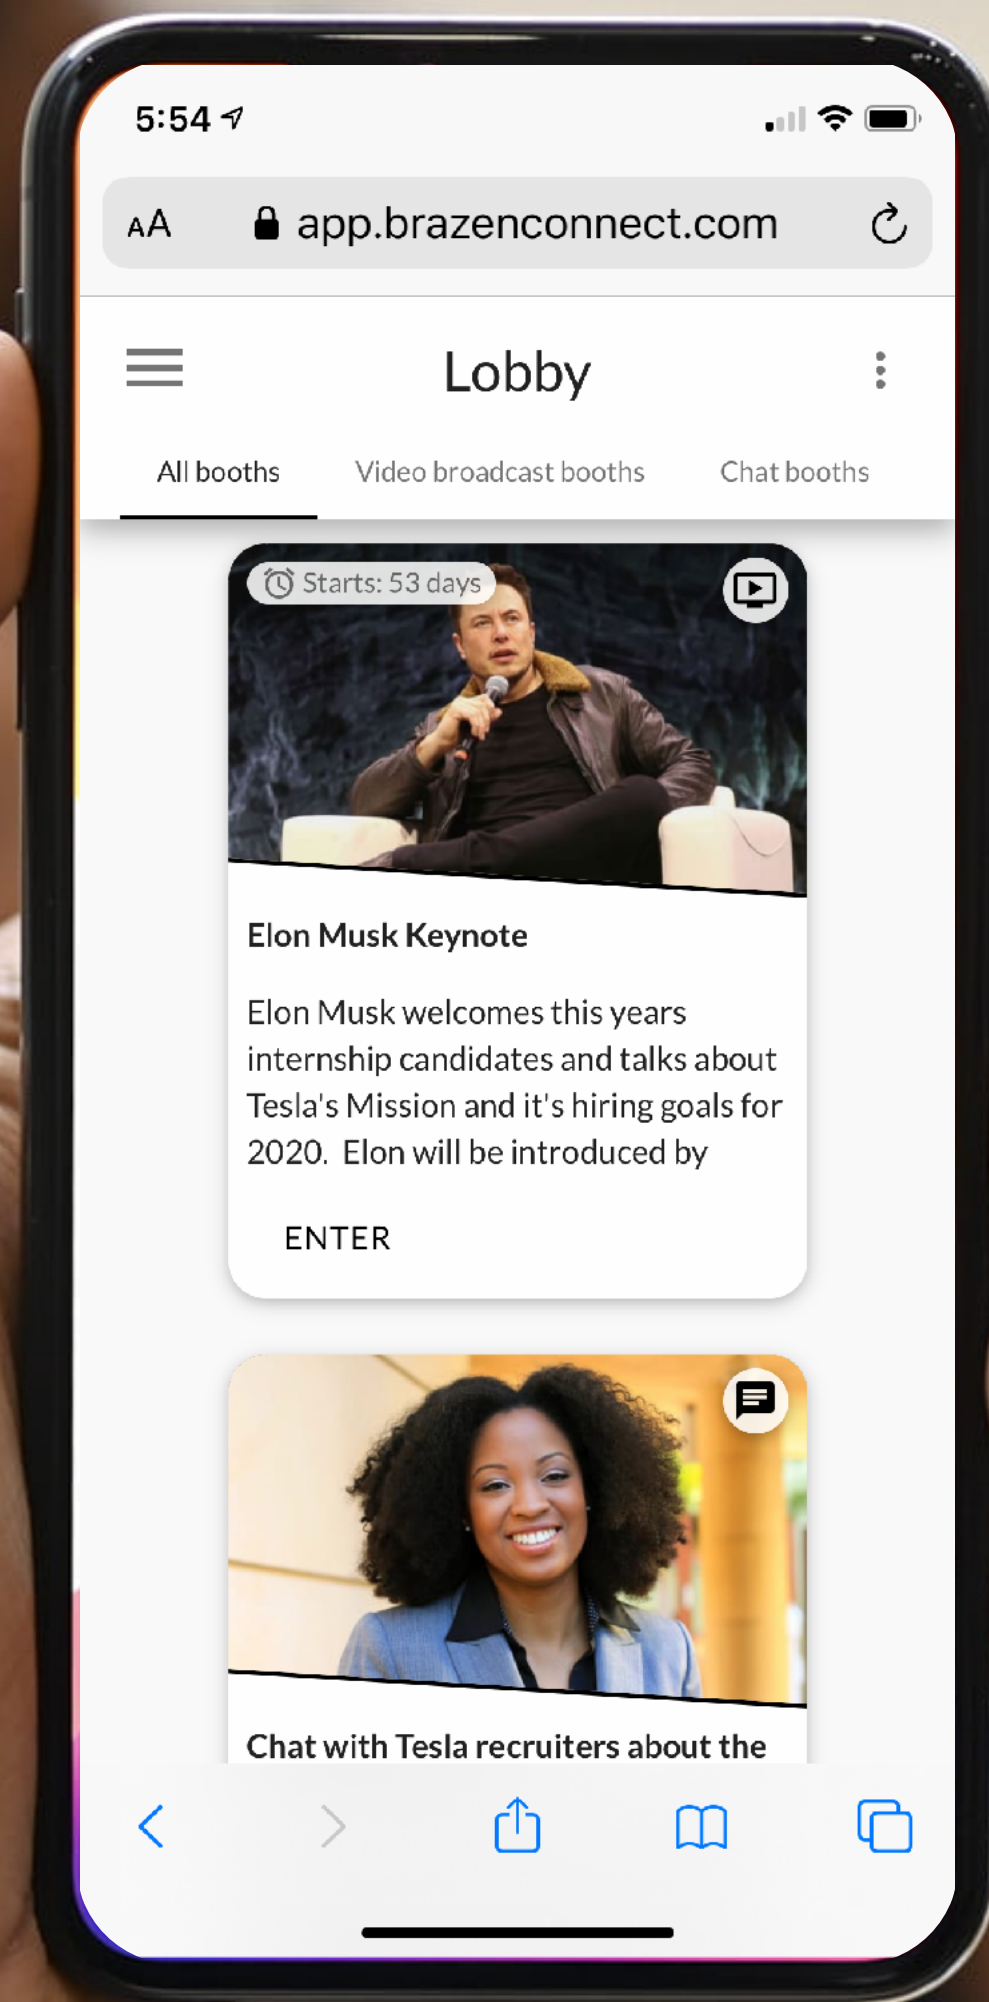 5:54
AA app.brazenconnect.com
Lobby
All booths Video broadcast booths Chat booths
Starts: 53 days
Elon Musk Keynote
Elon Musk welcomes this years
internship candidates and talks about
Tesla's Mission and it's hiring goals for
2020. Elon will be introduced by
ENTER
Chat with Tesla recruiters about the